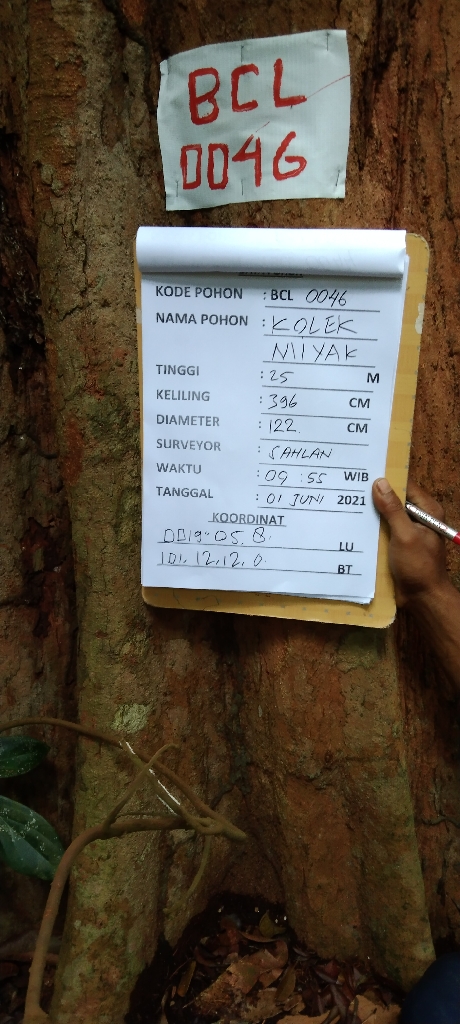 BCL
0046
KODE POHON : BCL 0046
NAMA POHON : KOLEK
NIIYAK
TINGGI : 25 M
KELILING : 396 CM
DIAMETER : 122. CM
SURVEYOR : SAHLAN
WAKTU : 09 : 55 WIB
TANGGAL : 01 JUNI 2021
KOORDINAT
0019.05.8. LU
101.12.12.0. BT